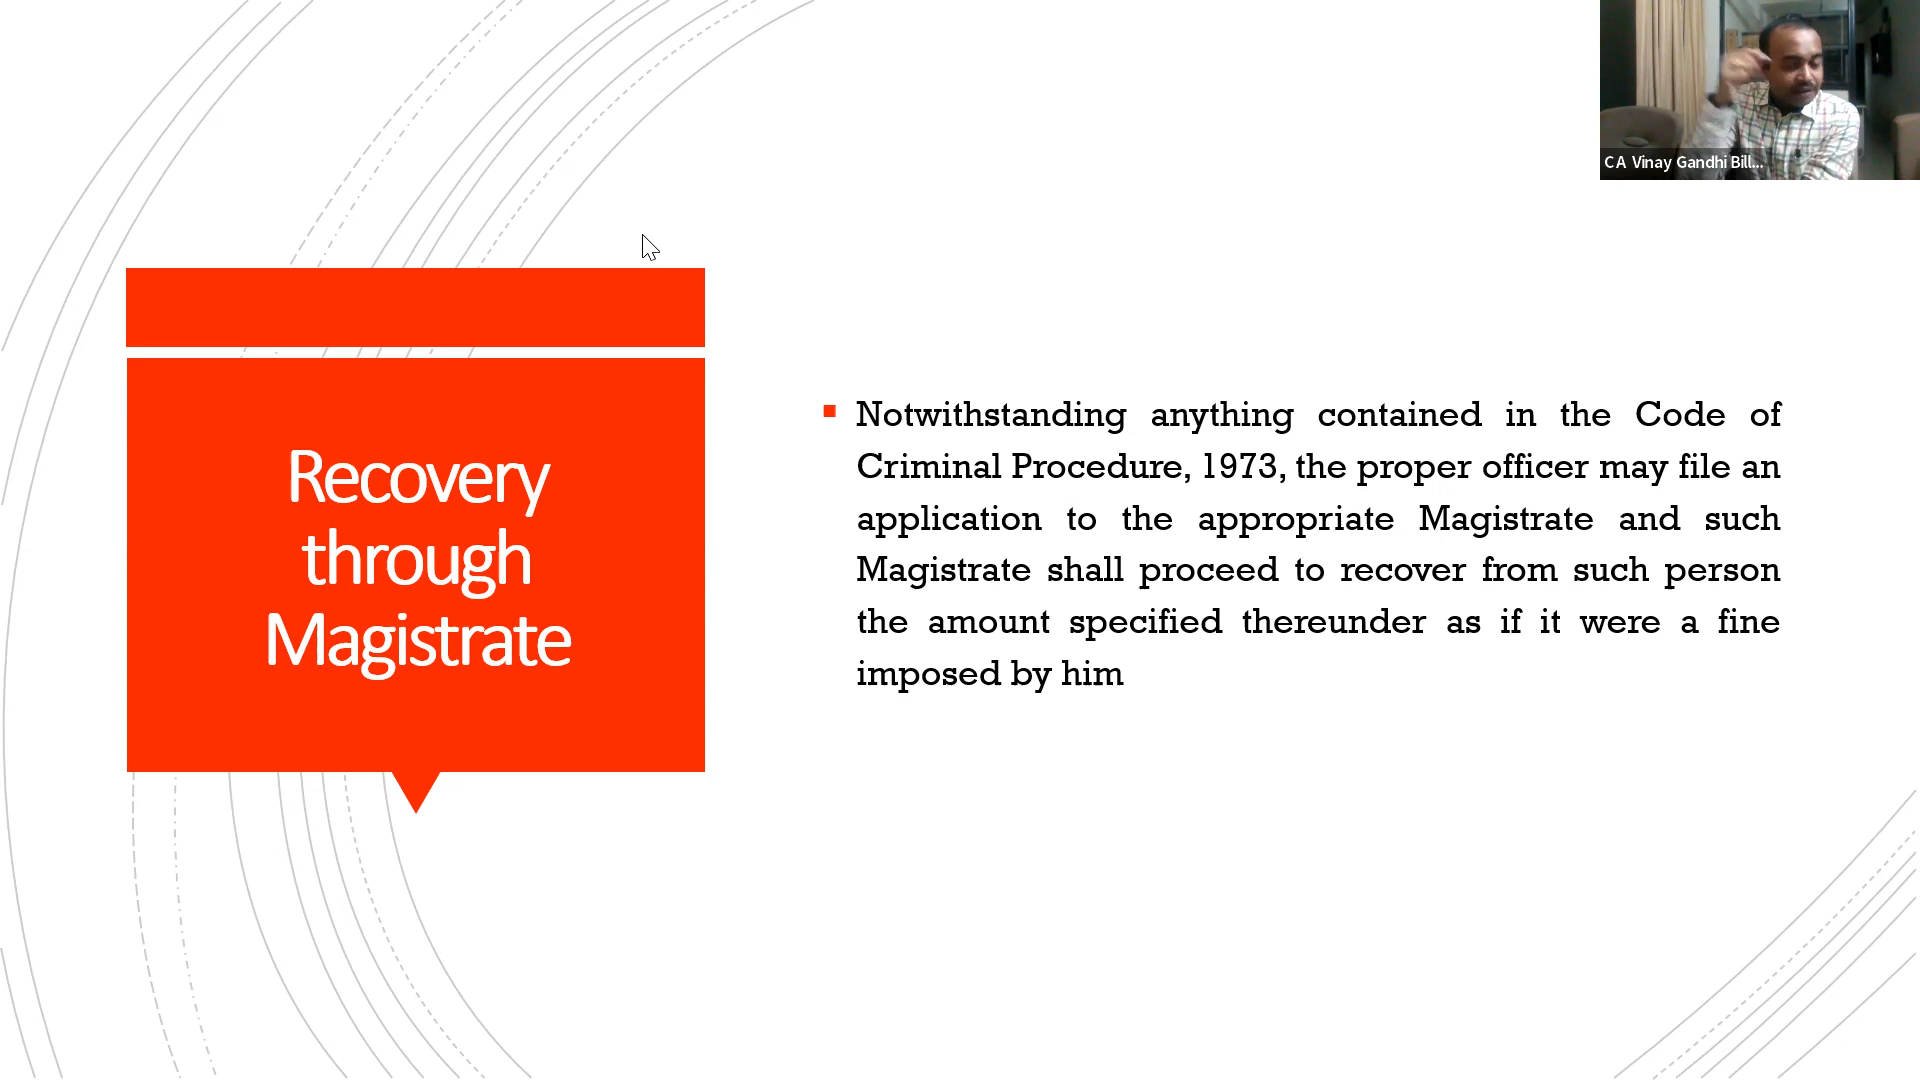 C A Vinay Gandhi Bill...
Recovery
through
Magistrate
Notwithstanding anything contained in the Code of
Criminal Procedure, 1973, the proper officer may file an
application to the appropriate Magistrate and such
Magistrate shall proceed to recover from such person
the amount specified thereunder as if it were a fine
imposed by him